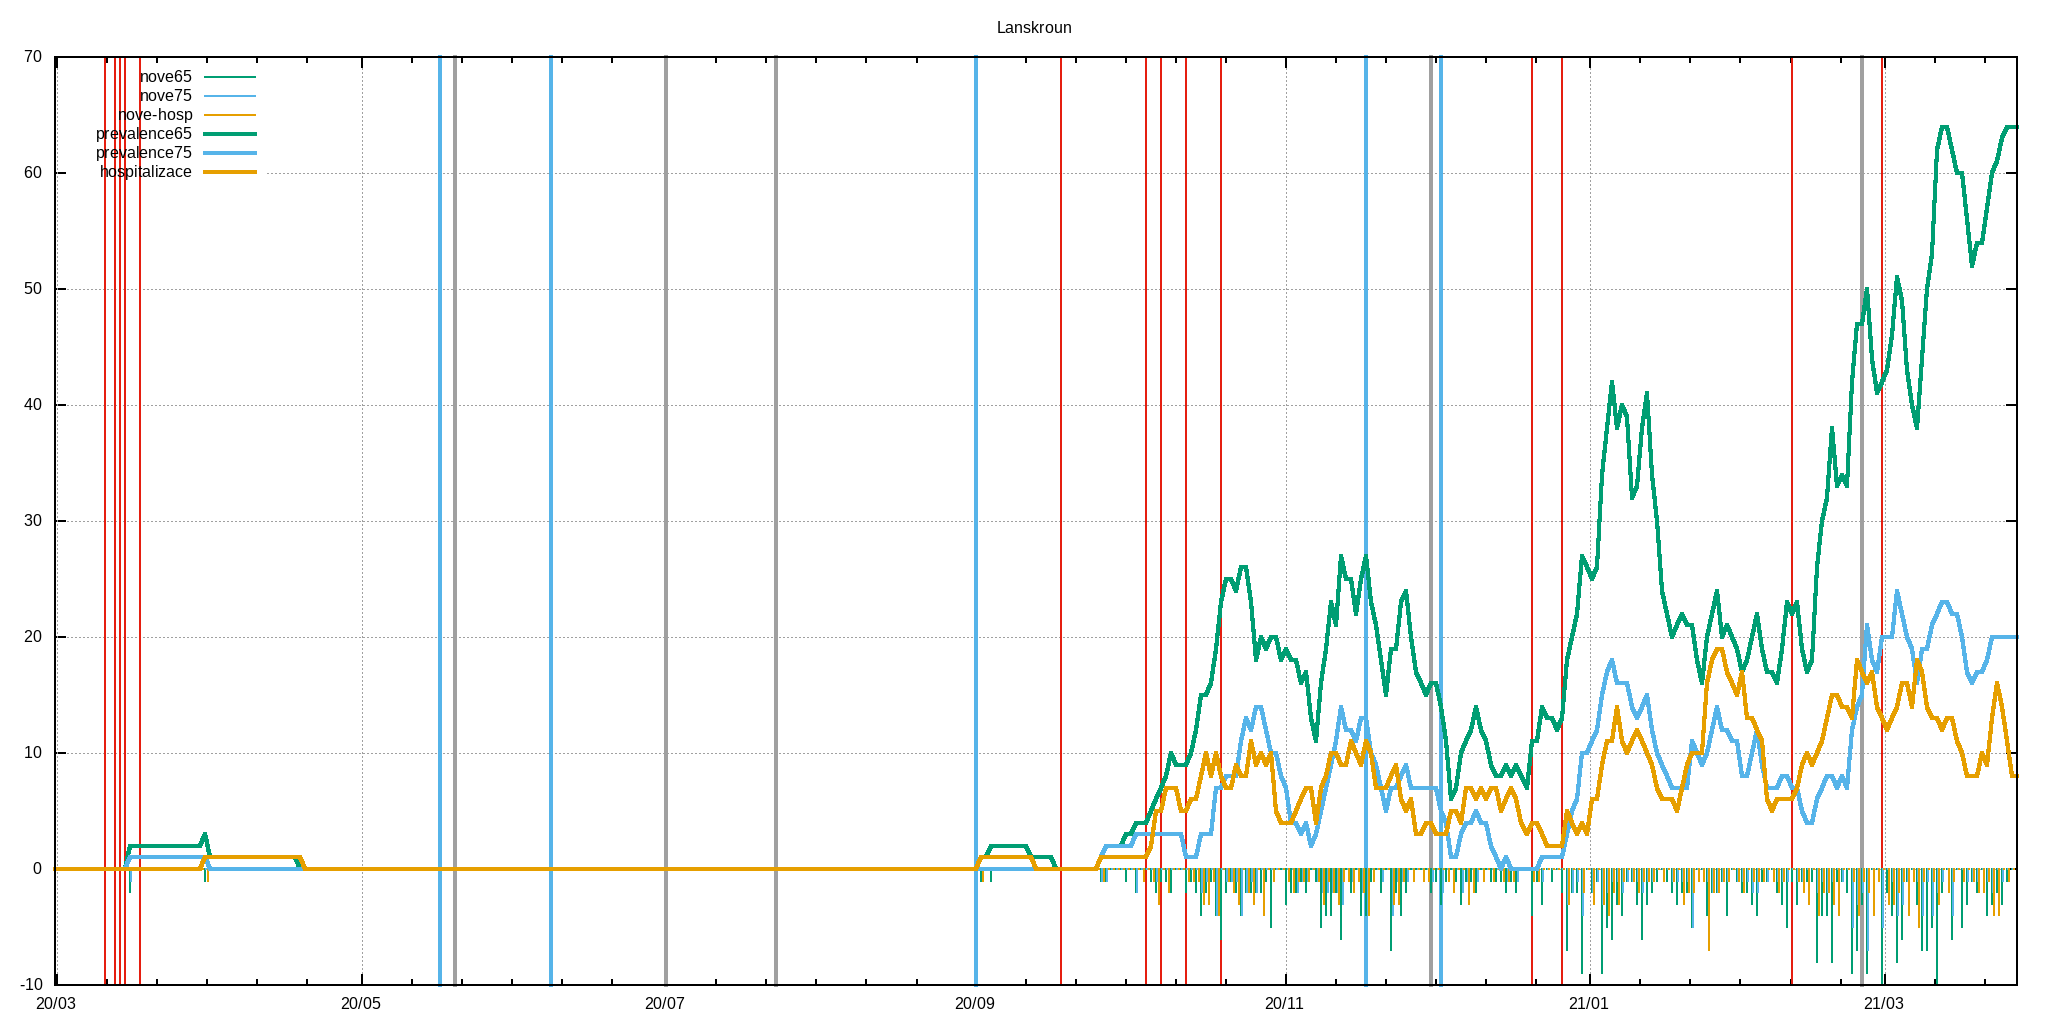 Lanskroun
70
60
50
40
30
20
10
0
-10
nove65
nove75
nove-hosp
prevalence65
prevalence75
hospitalizace
20/03 20/05 20/07 20/09 20/11 21/01 21/03